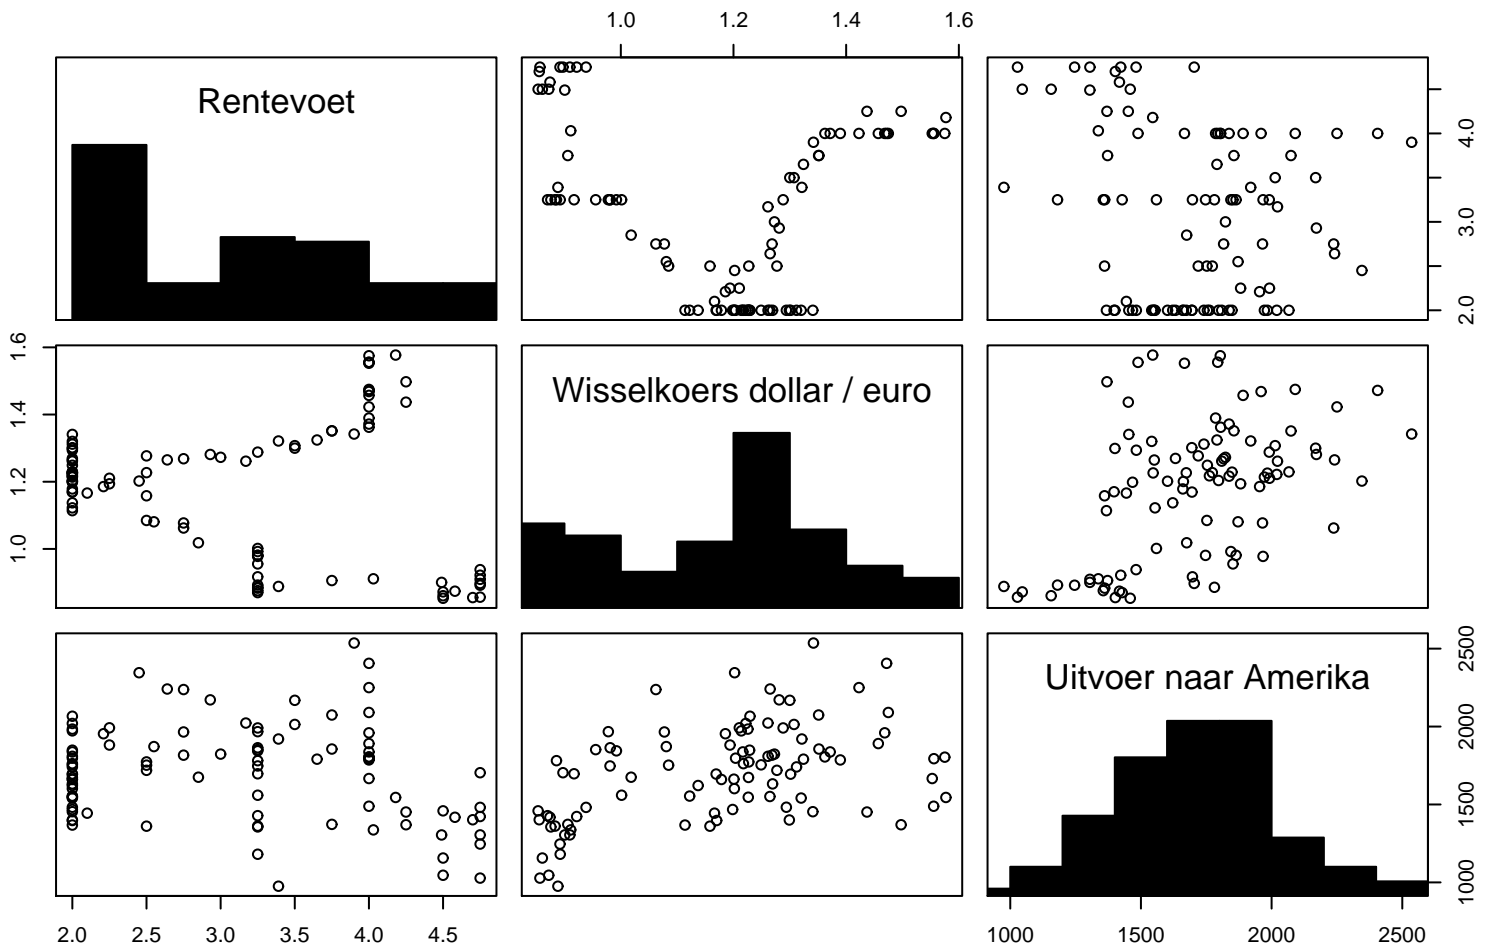 1.0 1.2 1.4 1.6
Rentevoet
2.0 3.0 4.0
1.0 1.2 1.4 1.6
Wisselkoers dollar / euro
Uitvoer naar Amerika
1000 1500 2000 2500
2.0 2.5 3.0 3.5 4.0 4.5
1000 1500 2000 2500